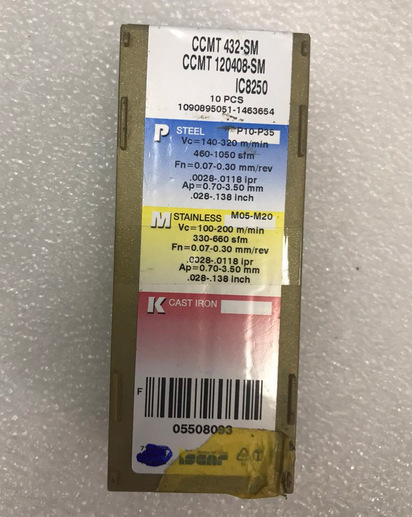 CCMT 432-SM
CCMT 120408-SM
IC8250
10 PCS
1090895051-1463654
P STEEL P10-P35
Vc=140-320 m/min
460-1050 sfm
Fn=0.07-0.30 mm/rev
.0028-.0118 ipr
Ap=0.70-3.50 mm
.028-.138 inch
M STAINLESS M05-M20
Vc=100-200 m/min
330-660 sfm
Fn=0.07-0.30 mm/rev
.0028-.0118 ipr
Ap=0.70-3.50 mm
.028-.138 inch
K CAST IRON
F
05508093
ISCAR